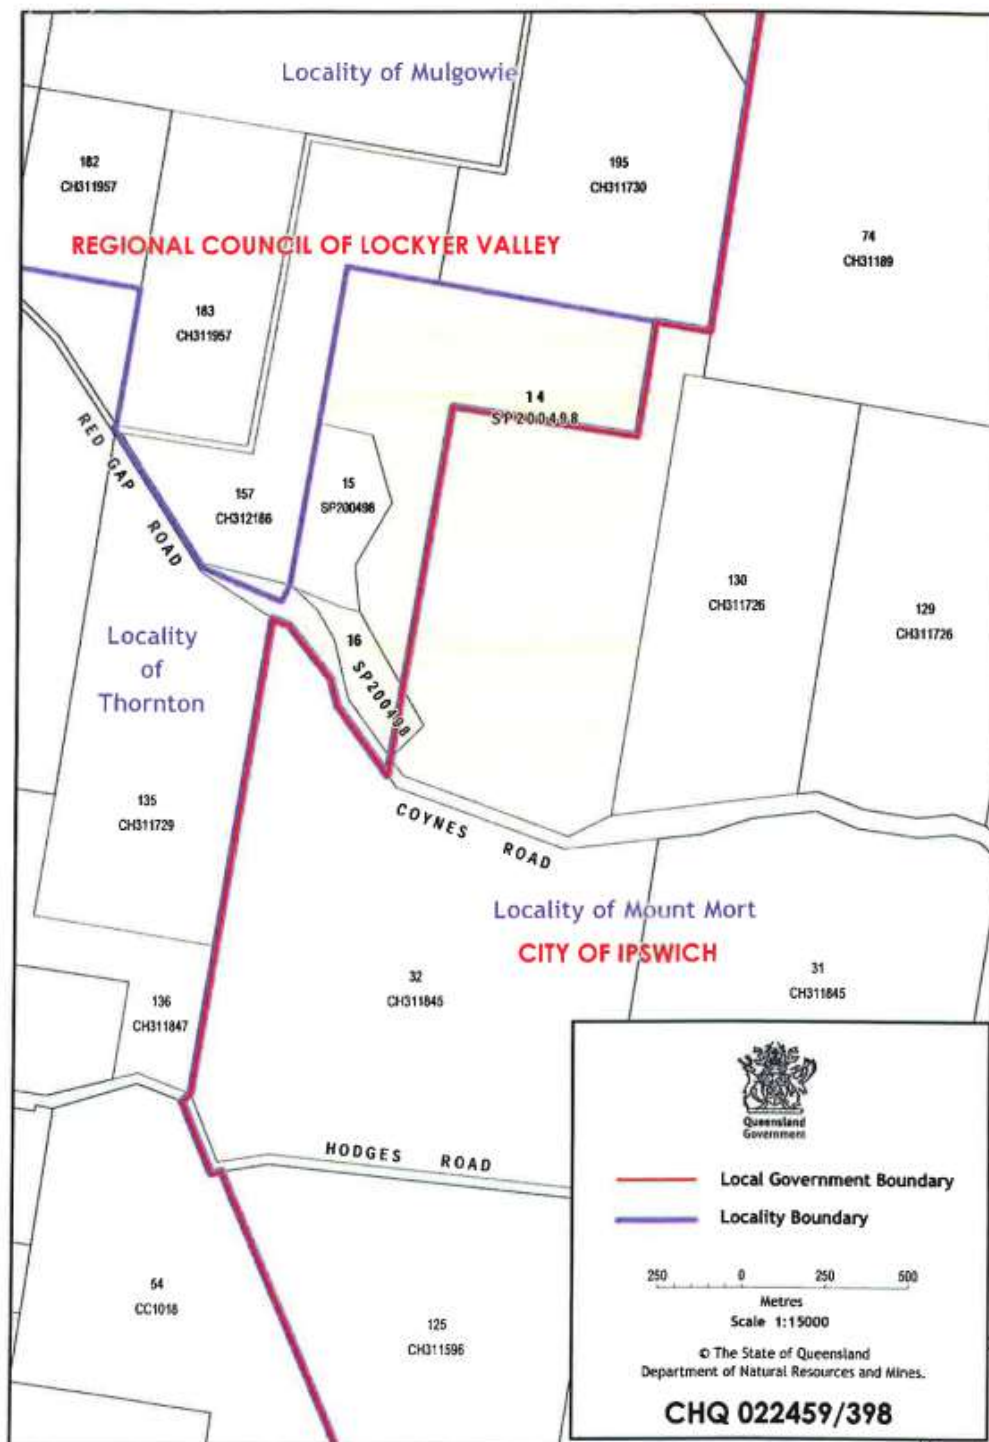 Locality of Mulgowie
182
CH311957
195
CH311730
REGIONAL COUNCIL OF LOCKYER VALLEY
74
CH31189
183
CH311957
14
SP200498
RED GAP ROAD
157
CH312186
15
SP200498
130
CH311726
129
CH311726
Locality
of
Thornton
16
SP200498
135
CH311729
COYNES ROAD
Locality of Mount Mort
CITY OF IPSWICH
32
CH311845
31
CH311845
136
CH311847
HODGES ROAD
54
CC1018
125
CH311596
Queensland
Government
Local Government Boundary
Locality Boundary
250 0 250 500
Metres
Scale 1:15000
© The State of Queensland
Department of Natural Resources and Mines.
CHQ 022459/398